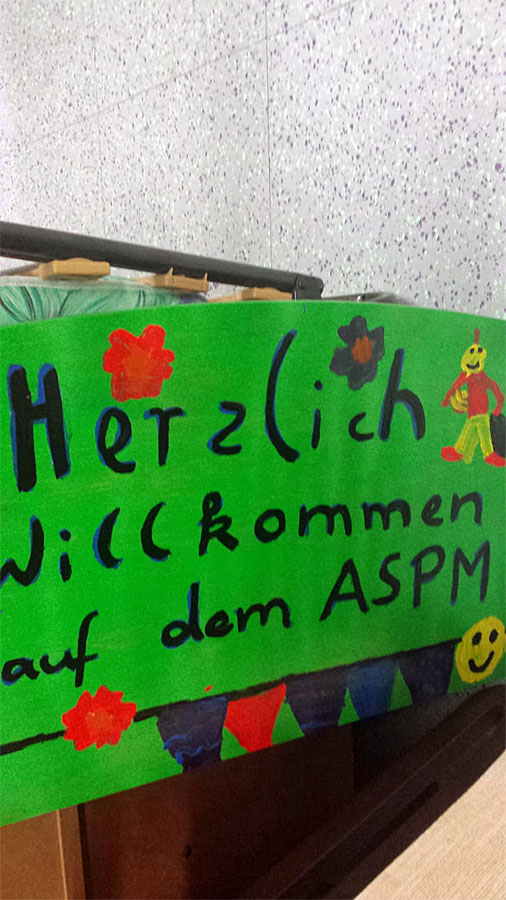 Herzlich
Willkommen
auf dem ASPM